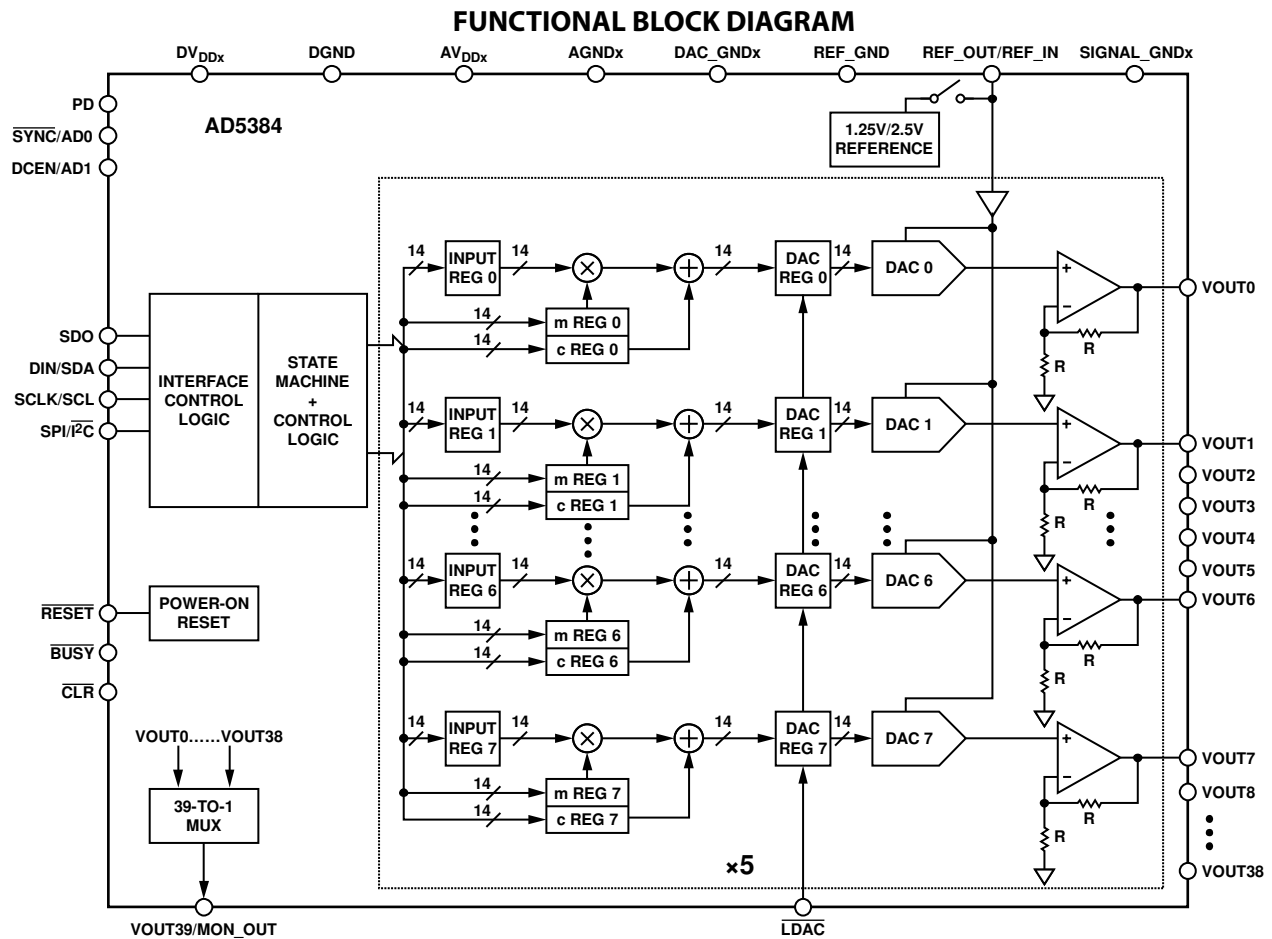 FUNCTIONAL BLOCK DIAGRAM
DVDDx
DGND
AVDDx
AGNDx
DAC_GNDx
REF_GND
REF_OUT/REF_IN
SIGNAL_GNDx
PD
SYNC/AD0
DCEN/AD1
AD5384
1.25V/2.5V
REFERENCE
SDO
DIN/SDA
SCLK/SCL
SPI/I²C
INTERFACE
CONTROL
LOGIC
STATE
MACHINE
+
CONTROL
LOGIC
14
INPUT
REG 0
14
×
+
14
DAC
REG 0
14
DAC 0
+
−
R
R
VOUT0
14
m REG 0
14
c REG 0
14
INPUT
REG 1
14
×
+
14
DAC
REG 1
14
DAC 1
+
−
R
R
VOUT1
14
m REG 1
14
c REG 1
VOUT2
VOUT3
VOUT4
VOUT5
14
INPUT
REG 6
14
×
+
14
DAC
REG 6
14
DAC 6
+
−
R
R
VOUT6
14
m REG 6
14
c REG 6
RESET
POWER-ON
RESET
BUSY
CLR
14
INPUT
REG 7
14
×
+
14
DAC
REG 7
14
DAC 7
+
−
R
R
VOUT7
14
m REG 7
14
c REG 7
VOUT8
VOUT38
VOUT0......VOUT38
39-TO-1
MUX
×5
VOUT39/MON_OUT
LDAC